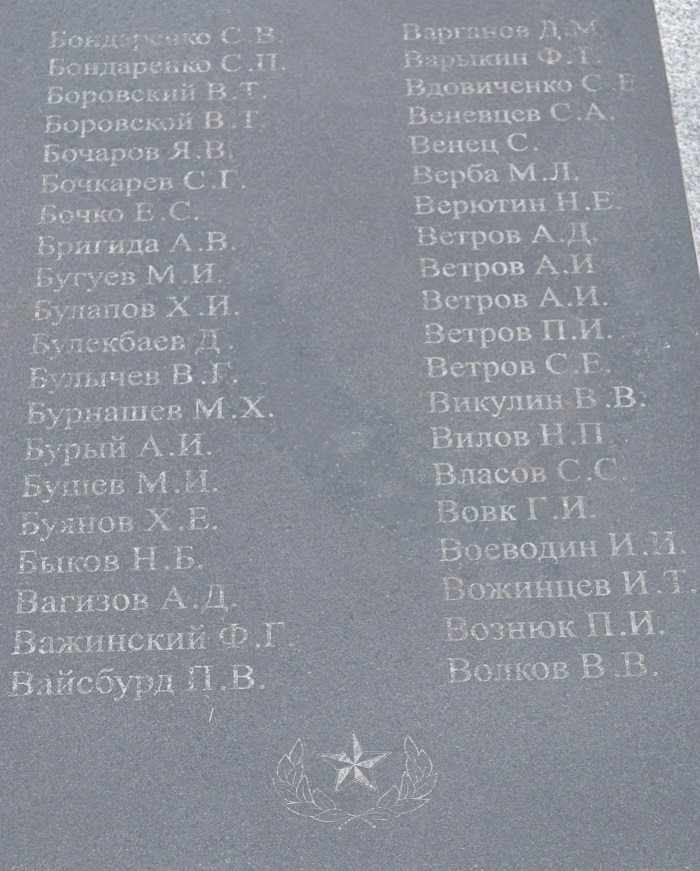 Бондаренко С.В.
Бондаренко С.П.
Боровский В.Т.
Боровской В.Т.
Бочаров Я.В.
Бочкарев С.Г.
Бочко Е.С.
Бригида А.В.
Бугуев М.И.
Булапов Х.И.
Булекбаев Д.
Булычев В.Г.
Бурнашев М.Х.
Бурый А.И.
Бушев М.И.
Буянов Х.Е.
Быков Н.Б.
Вагизов А.Д.
Важинский Ф.Г.
Вайсбурд П.В.
Варганов Д.М.
Варыкин Ф.Т.
Вдовиченко С.Е
Веневцев С.А.
Венец С.
Верба М.Л.
Верютин Н.Е.
Ветров А.Д.
Ветров А.И
Ветров А.И.
Ветров П.И.
Ветров С.Е.
Викулин В.В.
Вилов Н.П
Власов С.С.
Вовк Г.И.
Воеводин И.И.
Вожинцев И.Т.
Вознюк П.И.
Волков В.В.